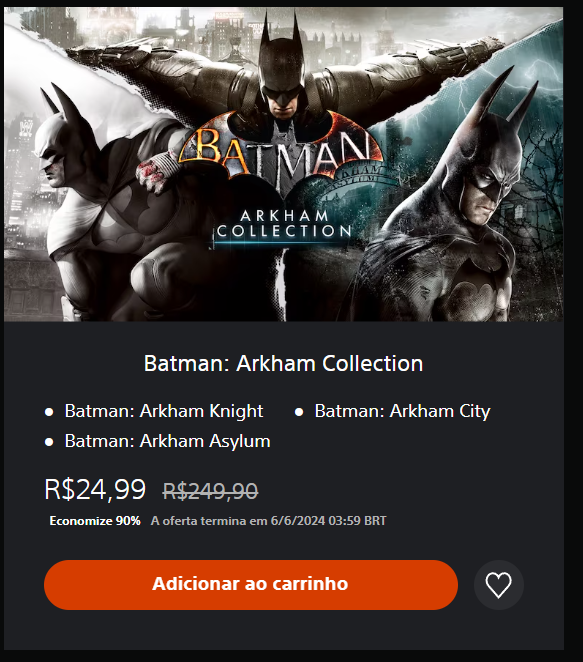 BATMAN
ARKHAM
COLLECTION
Batman: Arkham Collection
• Batman: Arkham Knight • Batman: Arkham City
• Batman: Arkham Asylum
R$24,99 R$249,90
Economize 90% A oferta termina em 6/6/2024 03:59 BRT
Adicionar ao carrinho